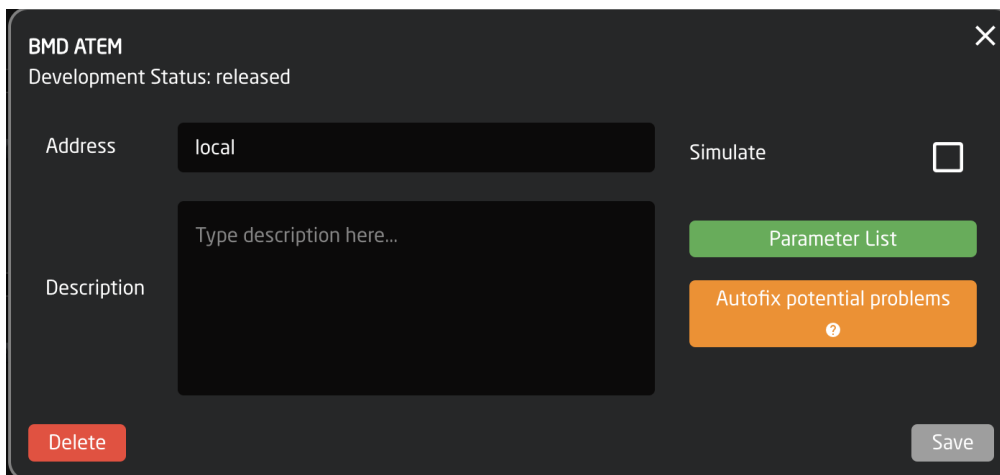 BMD ATEM
Development Status: released
Address
local
Simulate
Type description here...
Parameter List
Description
Autofix potential problems
?
Delete
Save